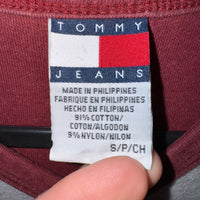 TOMMY
JEANS
MADE IN PHILIPPINES
FABRIQUE EN PHILIPPINES
HECHO EN FILIPINAS
91% COTTON/
COTON/ALGODON
9% NYLON/NILON
S/P/CH